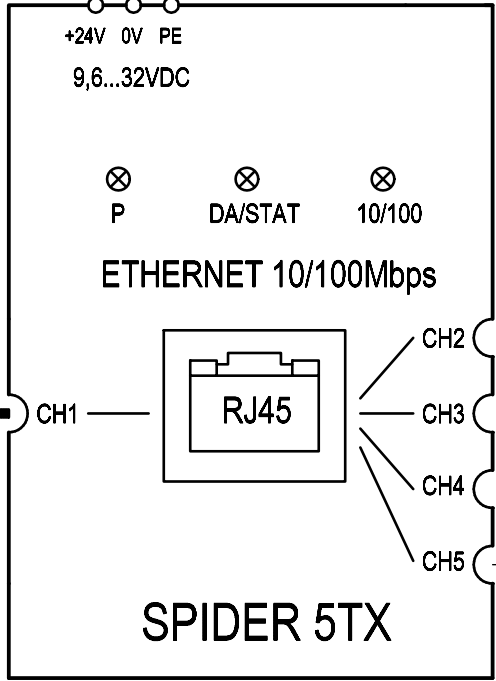 +24V 0V PE
9,6...32VDC
P DA/STAT 10/100
ETHERNET 10/100Mbps
CH2
CH1 RJ45 CH3
CH4
CH5
SPIDER 5TX